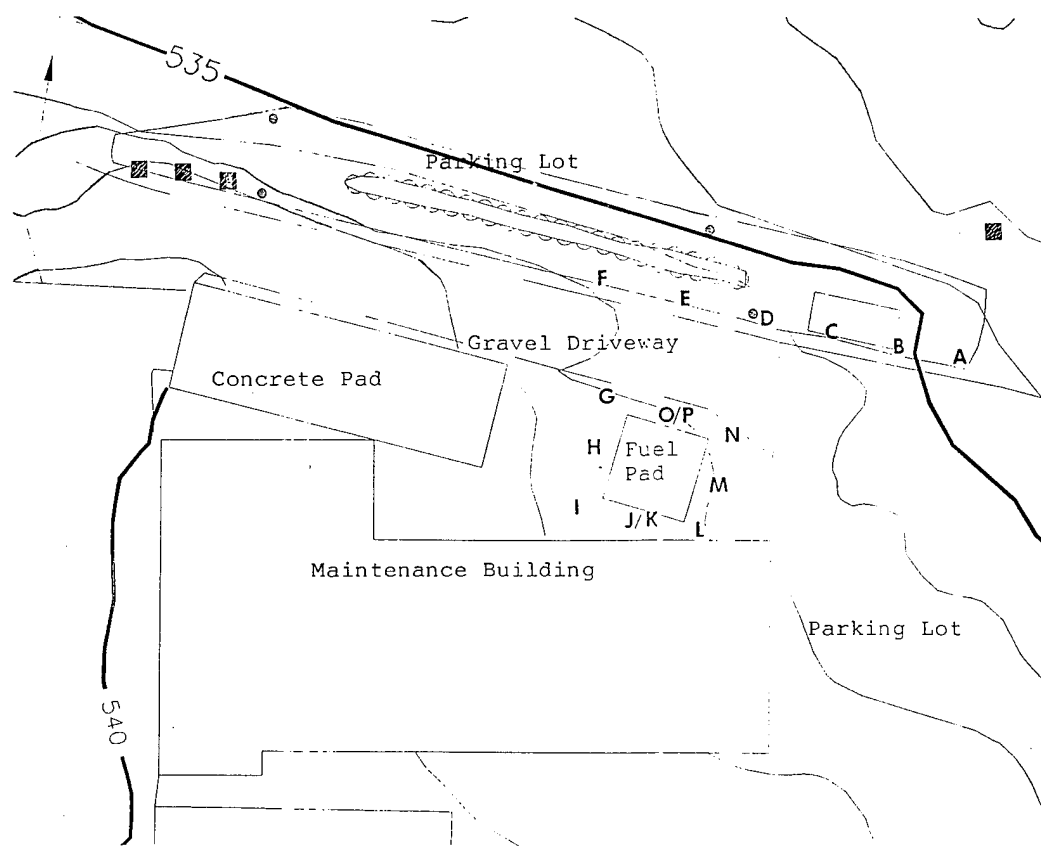 535
Parking Lot
F
E
D
C
B
A
Gravel Driveway
Concrete Pad
G
O/P
N
H
Fuel
Pad
M
I
J/K
L
Maintenance Building
Parking Lot
540